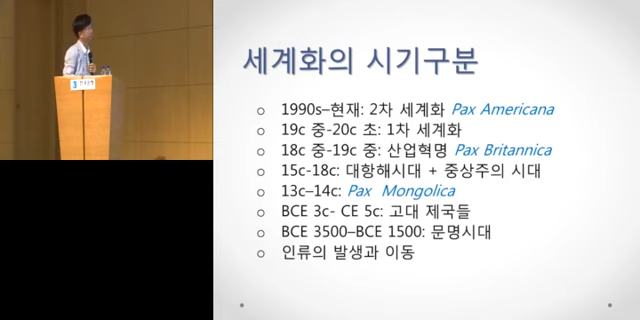 세계화의 시기구분
1990s–현재: 2차 세계화 Pax Americana
19c 중-20c 초: 1차 세계화
18c 중-19c 중: 산업혁명 Pax Britannica
15c-18c: 대항해시대 + 중상주의 시대
13c–14c: Pax Mongolica
BCE 3c- CE 5c: 고대 제국들
BCE 3500–BCE 1500: 문명시대
인류의 발생과 이동